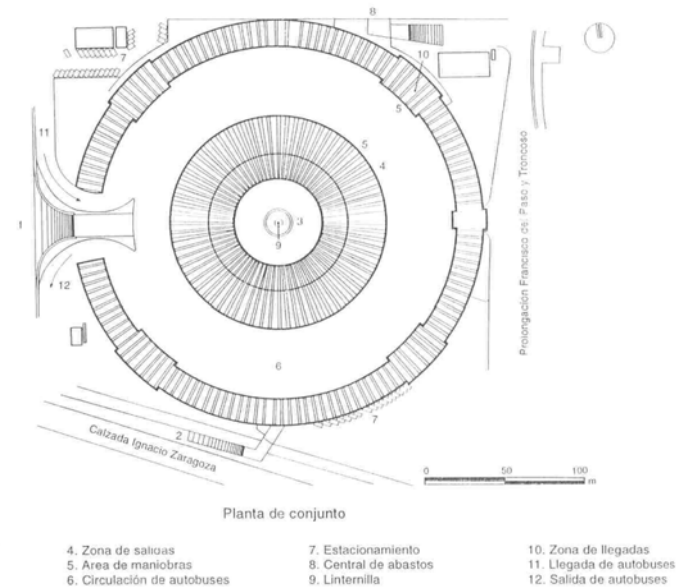 8
7
10
5
11
5
4
1
3
9
12
6
7
2
Prolongación Francisco del Paso y Troncoso
Calzada Ignacio Zaragoza
0 50 100
m
Planta de conjunto
4. Zona de salidas
5. Area de maniobras
6. Circulación de autobuses
7. Estacionamiento
8. Central de abastos
9. Linternilla
10. Zona de llegadas
11. Llegada de autobuses
12. Salida de autobuses